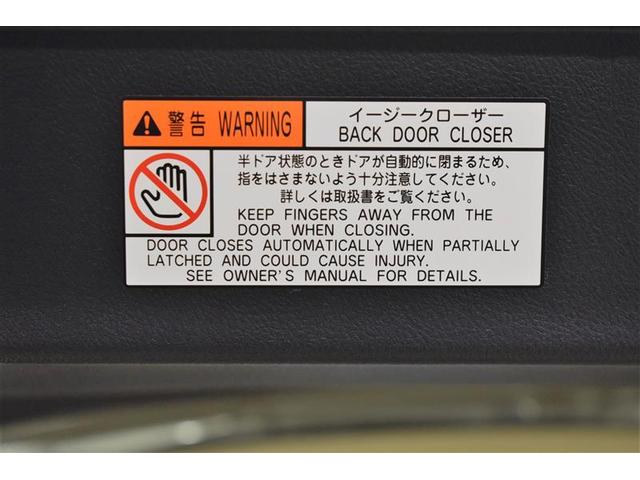 警告 WARNING
イージークローザー
BACK DOOR CLOSER
半ドア状態のときドアが自動的に閉まるため、
指をはさまないよう十分注意してください。
詳しくは取扱書をご覧ください。
KEEP FINGERS AWAY FROM THE
DOOR WHEN CLOSING.
DOOR CLOSES AUTOMATICALLY WHEN PARTIALLY
LATCHED AND COULD CAUSE INJURY.
SEE OWNER'S MANUAL FOR DETAILS.